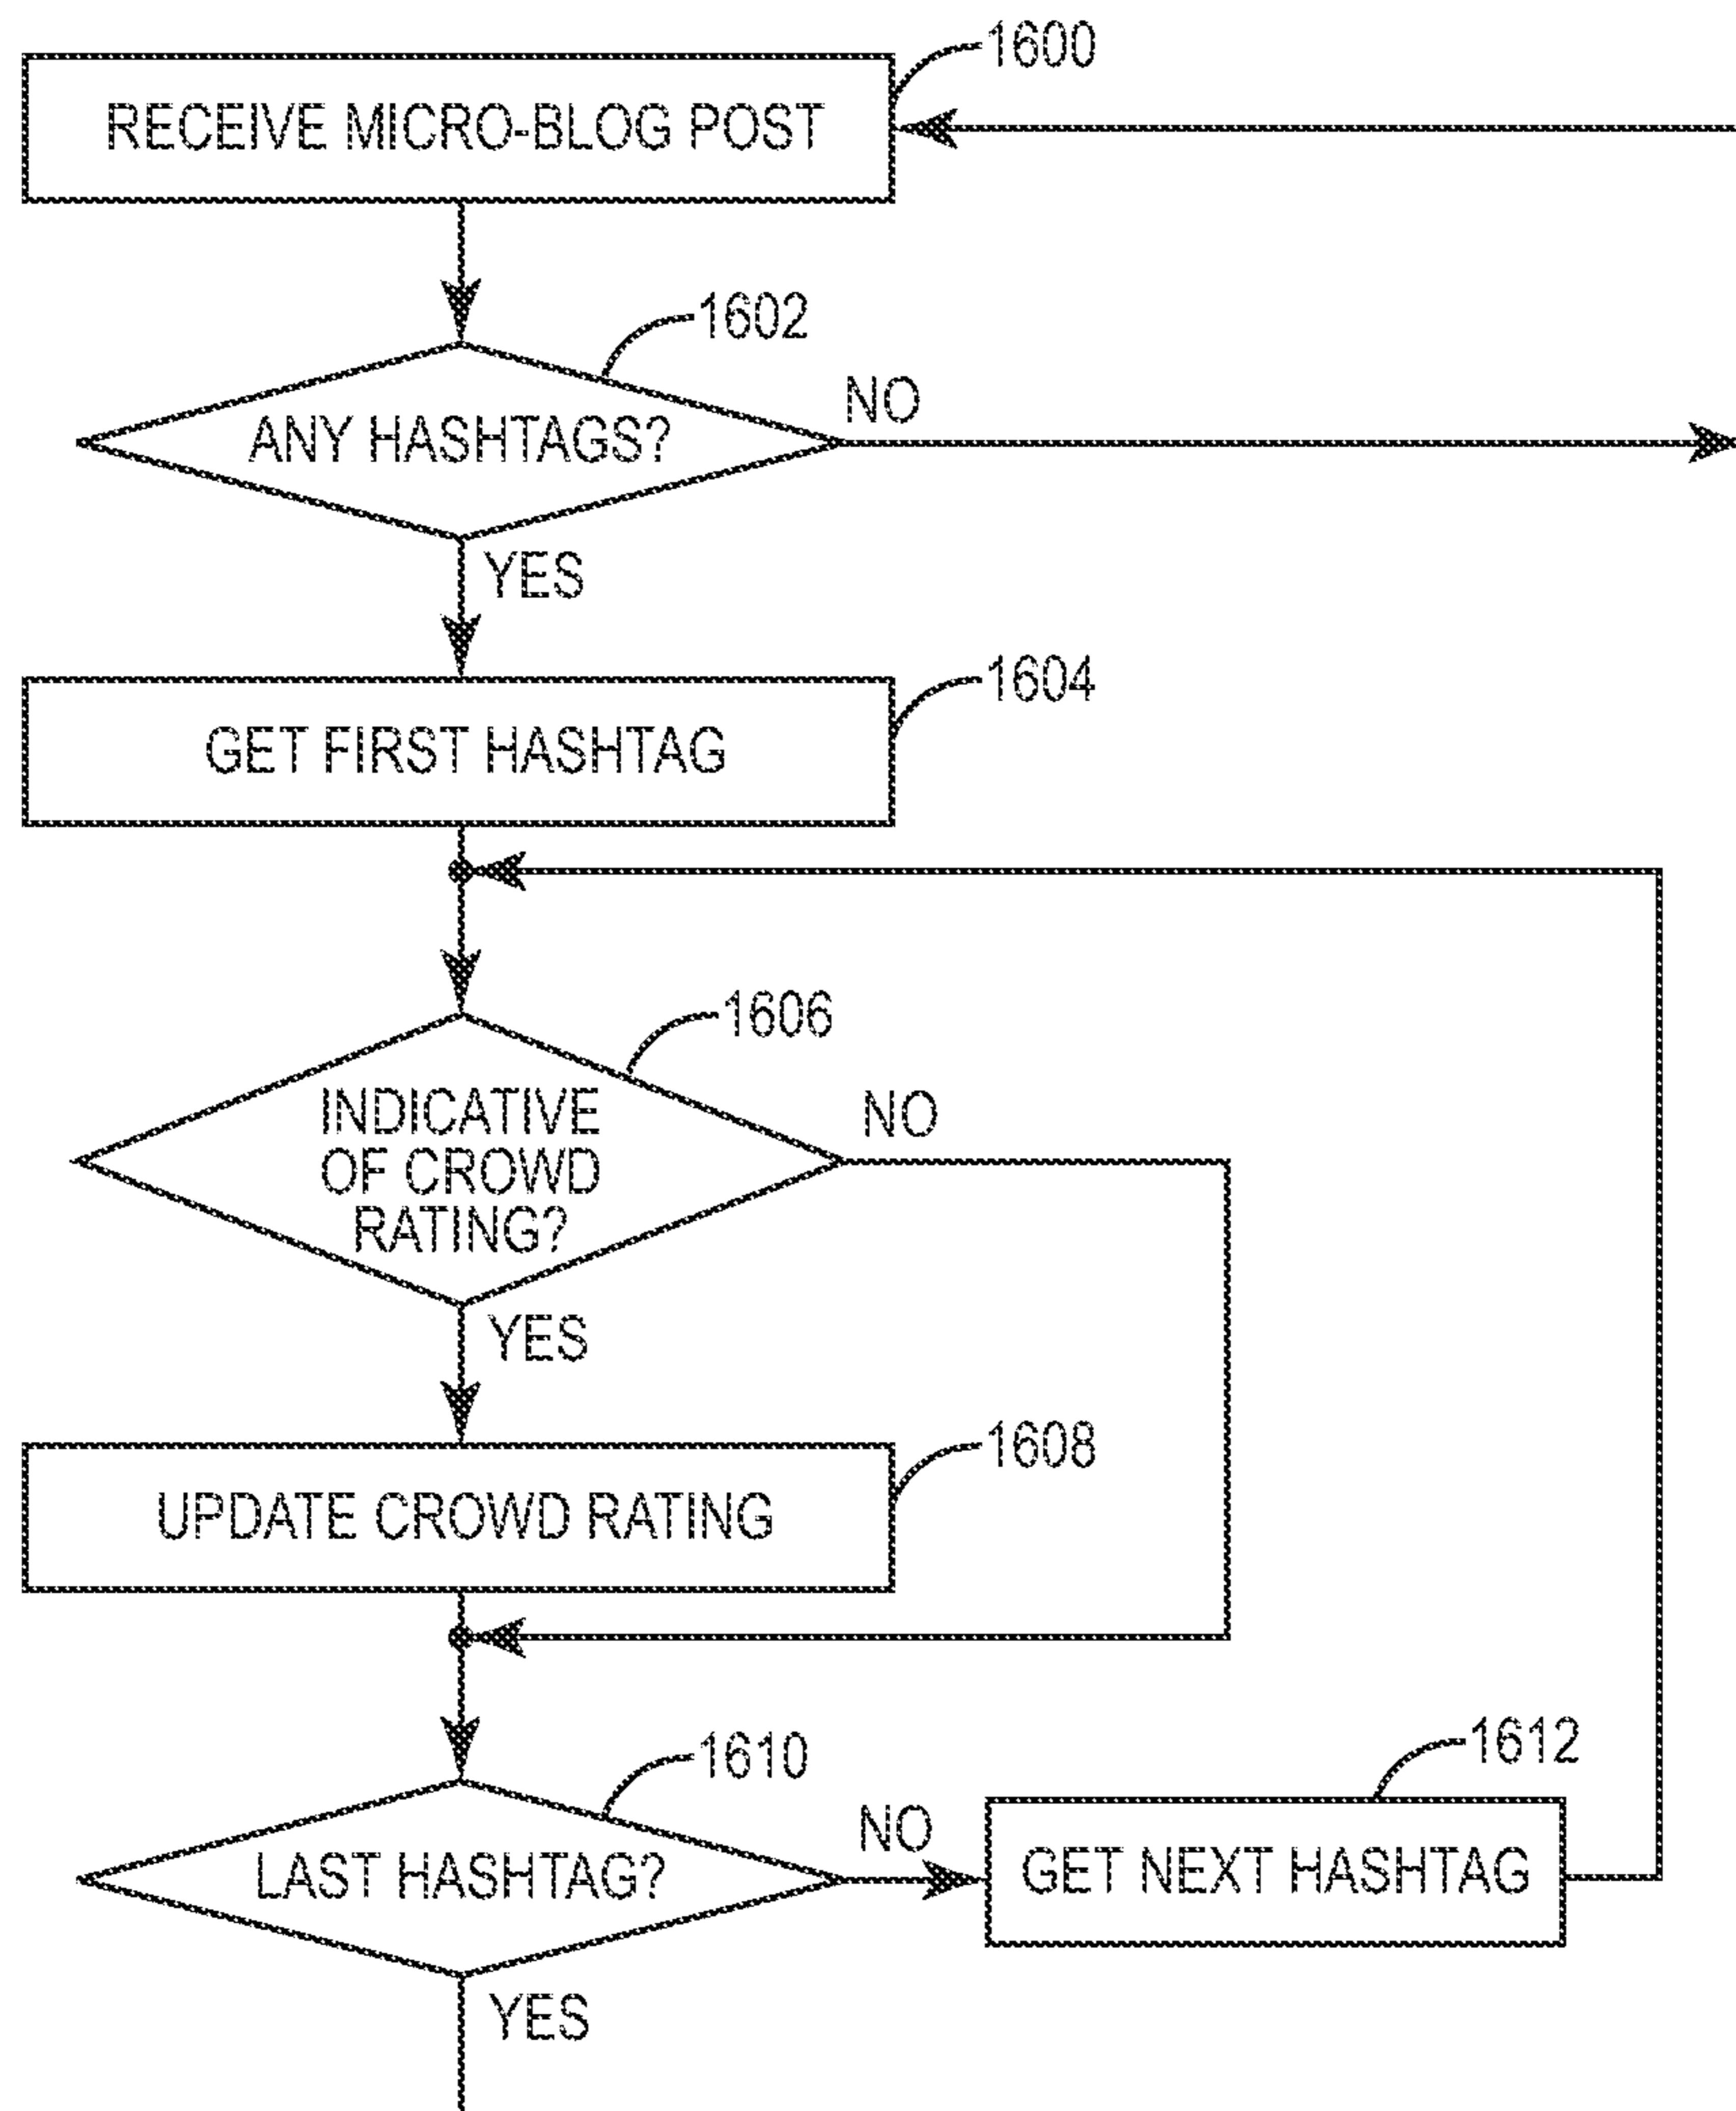 1600
RECEIVE MICRO-BLOG POST
1602
ANY HASHTAGS?
NO
YES
1604
GET FIRST HASHTAG
1606
INDICATIVE
OF CROWD
RATING?
NO
YES
1608
UPDATE CROWD RATING
1610
LAST HASHTAG?
NO
1612
GET NEXT HASHTAG
YES